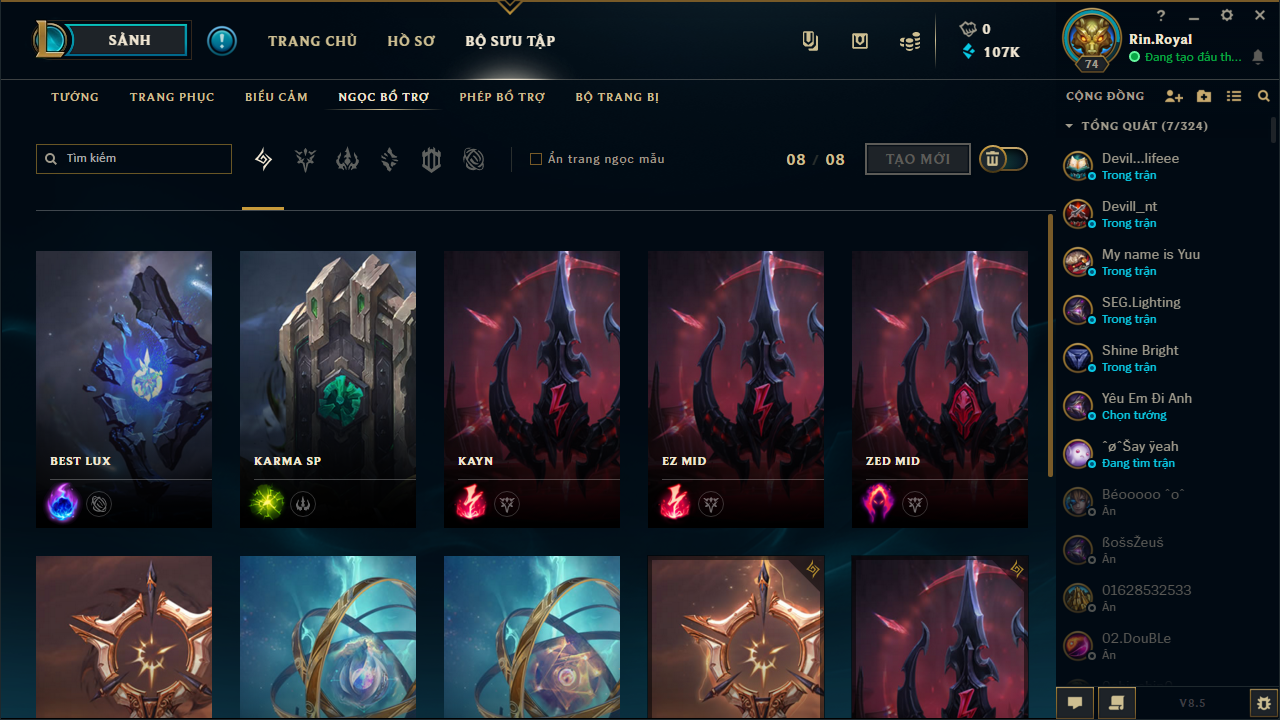 SẢNH
TRANG CHỦ
HỒ SƠ
BỘ SƯU TẬP
0
107K
?
74
Rin.Royal
Đang tạo đấu th...
TƯỚNG
TRANG PHỤC
BIỂU CẢM
NGỌC BỔ TRỢ
PHÉP BỔ TRỢ
BỘ TRANG BỊ
Tìm kiếm
Ẩn trang ngọc mẫu
08 / 08
TẠO MỚI
BEST LUX
KARMA SP
KAYN
EZ MID
ZED MID
CỘNG ĐỒNG
TỔNG QUÁT (7/324)
Devil...lifeee
Trong trận
Devill_nt
Trong trận
My name is Yuu
Trong trận
SEG.Lighting
Trong trận
Shine Bright
Trong trận
Yêu Em Đi Anh
Chọn tướng
ˆøˆŠay ÿeah
Đang tìm trận
Béooooo ˆoˆ
Ẩn
ßošsŽeuš
Ẩn
01628532533
Ẩn
02.DouBLe
Ẩn
V8.5